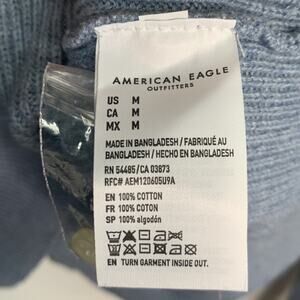 AMERICAN EAGLE
OUTFITTERS
US M
CA M
MX M
MADE IN BANGLADESH / FABRIQUÉ AU
BANGLADESH / HECHO EN BANGLADESH
RN 54485/CA 03873
RFC# AEM120605U9A
EN 100% COTTON
FR 100% COTON
SP 100% algodón
EN TURN GARMENT INSIDE OUT.